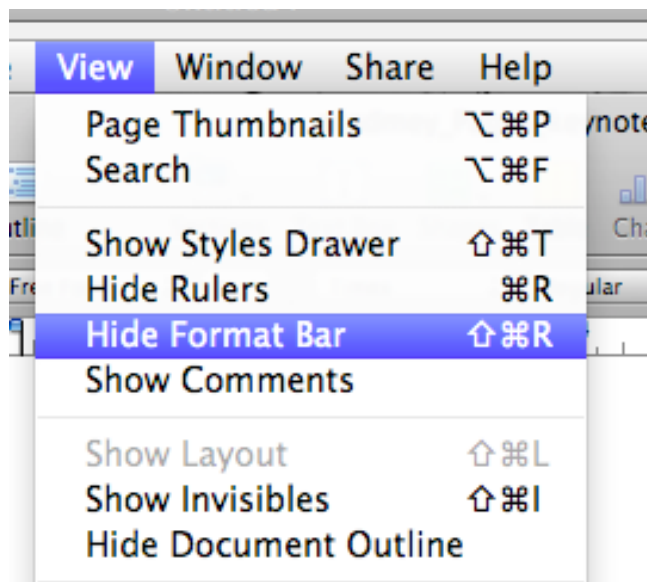 View Window Share Help
Page Thumbnails ⌥⌘P
Search ⌥⌘F
Show Styles Drawer ⇧⌘T
Hide Rulers ⌘R
Hide Format Bar ⇧⌘R
Show Comments
Show Layout ⇧⌘L
Show Invisibles ⇧⌘I
Hide Document Outline